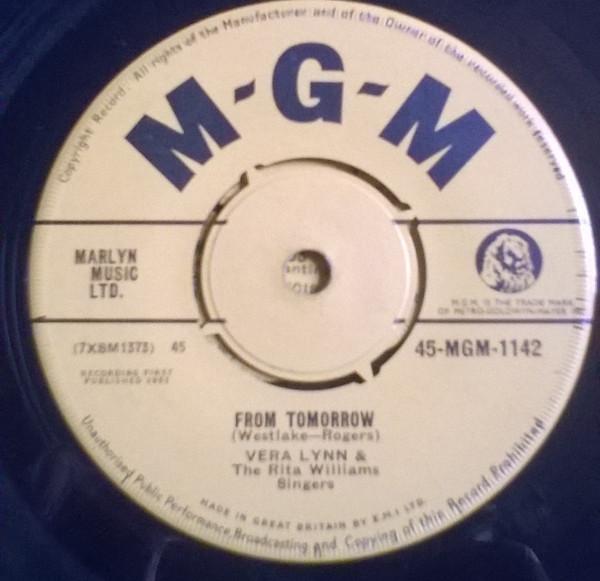 Copyright Record. All rights of the Manufacturer and of the Owner of the Recorded work Reserved
M-G-M
MARLYN
MUSIC
LTD.
M.G.M. IS THE TRADE MARK
OF METRO-GOLDWYN-MAYER INC
(7XSM1373) 45
45-MGM-1142
RECORDING FIRST
PUBLISHED
FROM TOMORROW
(Westlake—Rogers)
VERA LYNN &
The Rita Williams
Singers
MADE IN GREAT BRITAIN BY E.M.I LTD.
Unauthorised Public Performance Broadcasting and Copying of this Record Prohibited